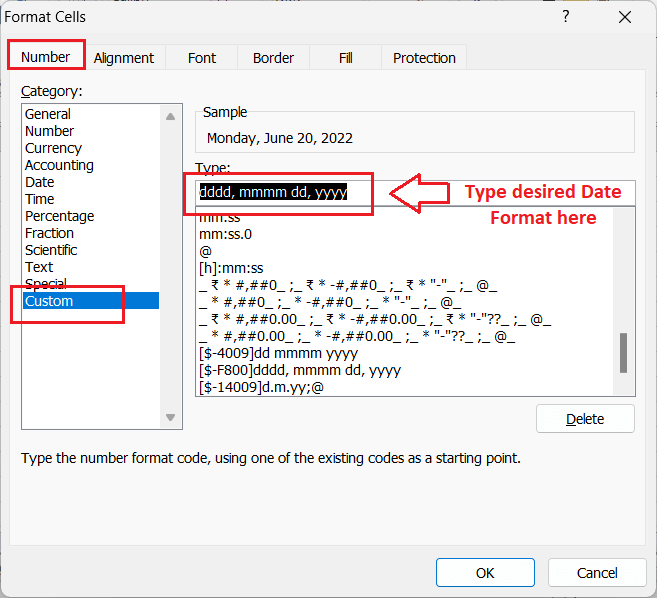 Format Cells ?
Number Alignment Font Border Fill Protection
Category:
General
Number
Currency
Accounting
Date
Time
Percentage
Fraction
Scientific
Text
Special
Custom
Sample
Monday, June 20, 2022
Type:
dddd, mmmm dd, yyyy
Type desired Date
Format here
mm:ss
mm:ss.0
@
[h]:mm:ss
_ ₹ * #,##0_ ;_ ₹ * -#,##0_ ;_ ₹ * "-"_ ;_ @_
_ * #,##0_ ;_ * -#,##0_ ;_ * "-"_ ;_ @_
_ ₹ * #,##0.00_ ;_ ₹ * -#,##0.00_ ;_ ₹ * "-"??_ ;_ @_
_ * #,##0.00_ ;_ * -#,##0.00_ ;_ * "-"??_ ;_ @_
[$-4009]dd mmmm yyyy
[$-F800]dddd, mmmm dd, yyyy
[$-14009]d.m.yy;@
Delete
Type the number format code, using one of the existing codes as a starting point.
OK Cancel